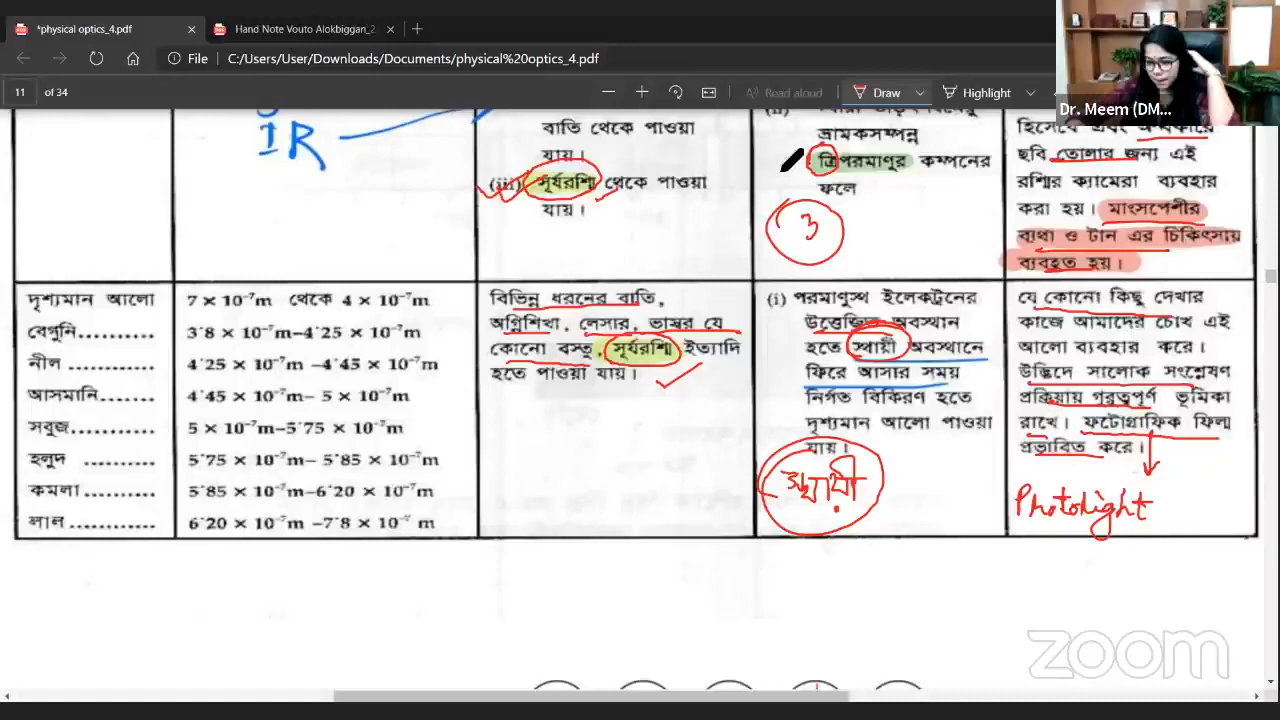 *physical optics_4.pdf
Hand Note Vouto Alokbiggan_2
File
C:/Users/User/Downloads/Documents/physical%20optics_4.pdf
11 of 34
Read aloud
Draw
Highlight
Dr. Meem (DM...
IR
বাতি থেকে পাওয়া
যায়।
(iii) সূর্যরশ্মি থেকে পাওয়া
যায়।
ভ্রামকসম্পন্ন
ত্রিপরমাণুর কম্পনের
ফলে
3
ছবি তোলার জন্য এই
রশ্মির ক্যামেরা ব্যবহার
করা হয়। মাংসপেশীর
ব্যথা ও টান এর চিকিৎসায়
ব্যবহৃত হয়।
দৃশ্যমান আলো
7 × 10⁻⁷m থেকে 4 × 10⁻⁷m
বেগুনি.............
3·8 × 10⁻⁷m–4·25 × 10⁻⁷m
নীল .............
4·25 × 10⁻⁷m –4·45 × 10⁻⁷m
আসমানি.......
4·45 × 10⁻⁷m– 5 × 10⁻⁷m
সবুজ...........
5 × 10⁻⁷m–5·75 × 10⁻⁷m
হলুদ ..........
5·75 × 10⁻⁷m– 5·85 × 10⁻⁷m
কমলা ..........
5·85 × 10⁻⁷m–6·20 × 10⁻⁷m
লাল ............
6·20 × 10⁻⁷m –7·8 × 10⁻⁷ m
বিভিন্ন ধরনের বাতি,
অগ্নিশিখা, লেসার, ভাস্বর যে
কোনো বস্তু, সূর্যরশ্মি ইত্যাদি
হতে পাওয়া যায়।
(i) পরমাণুস্থ ইলেকট্রনের
উত্তেজিত অবস্থান
হতে স্থায়ী অবস্থানে
ফিরে আসার সময়
নির্গত বিকিরণ হতে
দৃশ্যমান আলো পাওয়া
যায়।
স্থায়ী
যে কোনো কিছু দেখার
কাজে আমাদের চোখ এই
আলো ব্যবহার করে।
উদ্ভিদে সালোক সংশ্লেষণ
প্রক্রিয়ায় গুরুত্বপূর্ণ ভূমিকা
রাখে। ফটোগ্রাফিক ফিল্ম
প্রভাবিত করে।
Photolight
zoom